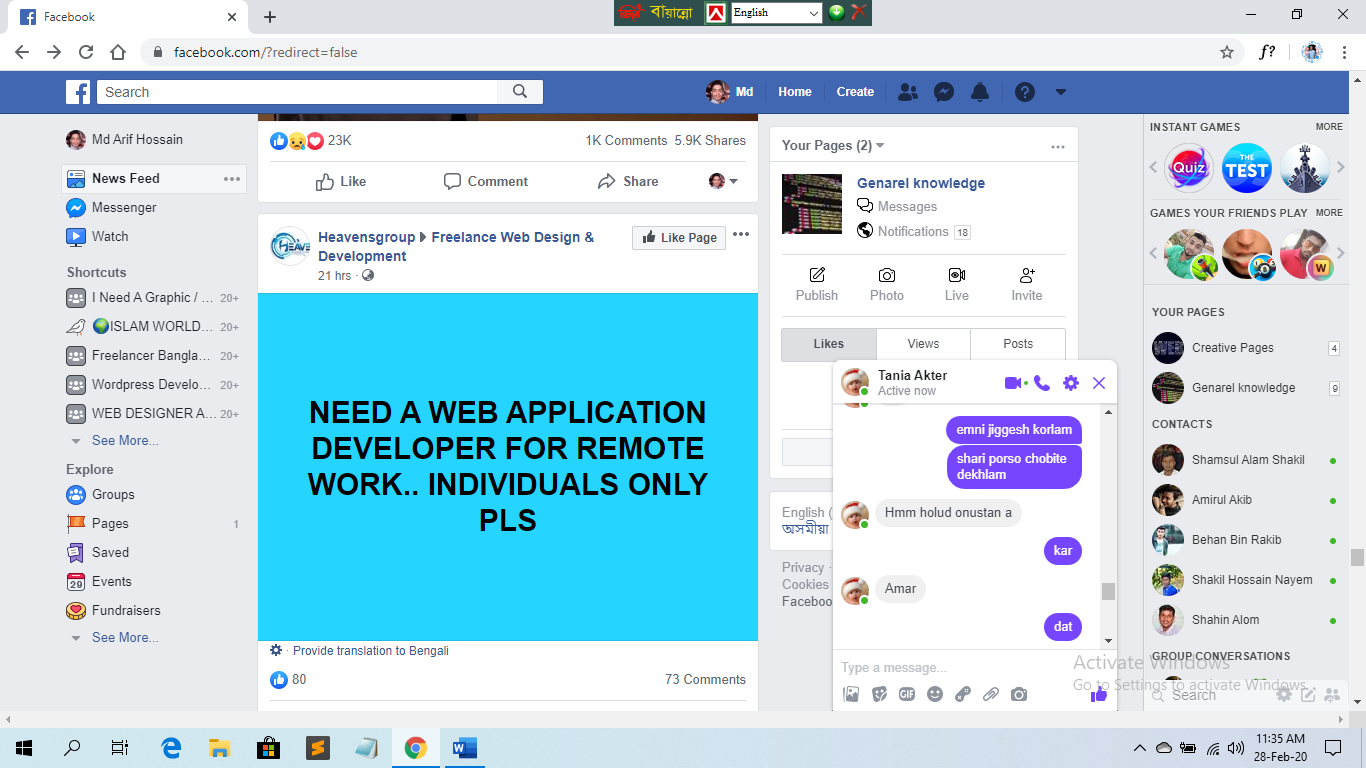 Facebook
বায়ান্নো
English
facebook.com/?redirect=false
f?
Search
Md
Home
Create
Md Arif Hossain
News Feed
Messenger
Watch
Shortcuts
I Need A Graphic / ... 20+
ISLAM WORLD... 20+
Freelancer Bangla... 20+
Wordpress Develo... 20+
WEB DESIGNER A... 20+
See More...
Explore
Groups
Pages 1
Saved
29 Events
Fundraisers
See More...
23K
1K Comments 5.9K Shares
Like
Comment
Share
HEAVE
Heavensgroup Freelance Web Design &
Development
21 hrs ·
Like Page
NEED A WEB APPLICATION
DEVELOPER FOR REMOTE
WORK.. INDIVIDUALS ONLY
PLS
· Provide translation to Bengali
80
73 Comments
Your Pages (2)
Genarel knowledge
Messages
Notifications 18
Publish
Photo
Live
Invite
Likes
Views
Posts
English (
অসমীয়া
Privacy ·
Cookies
Faceboo
Tania Akter
Active now
emni jiggesh korlam
shari porso chobite
dekhlam
Hmm holud onustan a
kar
Amar
dat
Type a message...
GIF
INSTANT GAMES MORE
Quiz
THE
TEST
GAMES YOUR FRIENDS PLAY MORE
8
W
YOUR PAGES
Creative Pages 4
Genarel knowledge 9
CONTACTS
Shamsul Alam Shakil
Amirul Akib
Behan Bin Rakib
Shakil Hossain Nayem
Shahin Alom
GROUP CONVERSATIONS
Activate Windows
Go to Settings to activate Windows.
Search
11:35 AM
28-Feb-20